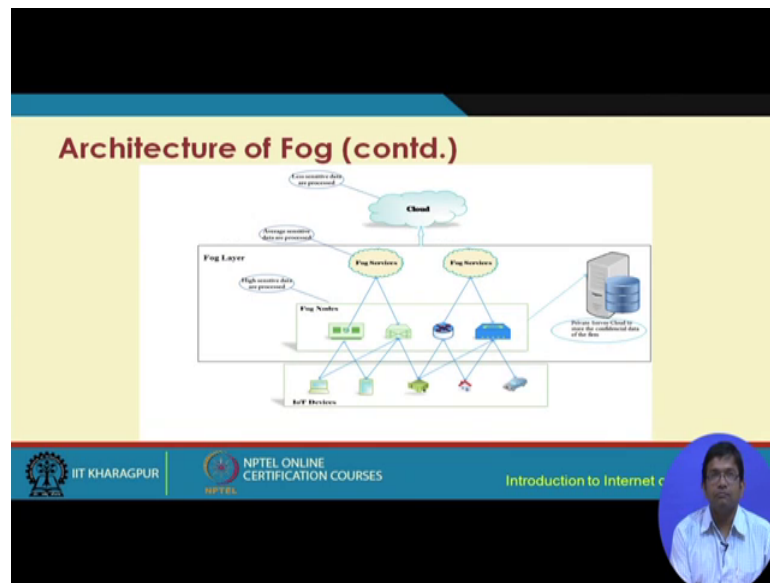 Architecture of Fog (contd.)
Less sensitive data
are processed
Cloud
Average sensitive
data are processed
Fog Layer
Fog Services
Fog Services
High sensitive data
are processed
Fog Nodes
Private Server Cloud to
store the confidencial data
of the firm
IoT Devices
IIT KHARAGPUR
NPTEL
NPTEL ONLINE
CERTIFICATION COURSES
Introduction to Internet o